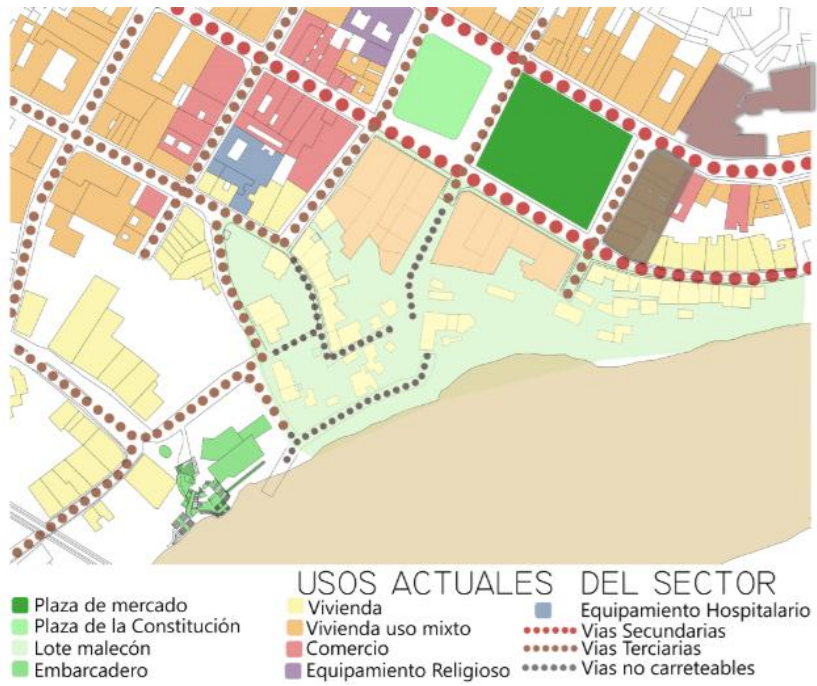 USOS ACTUALES DEL SECTOR
Plaza de mercado
Plaza de la Constitución
Lote malecón
Embarcadero
Vivienda
Vivienda uso mixto
Comercio
Equipamiento Religioso
Equipamiento Hospitalario
Vias Secundarias
Vias Terciarias
Vias no carreteables